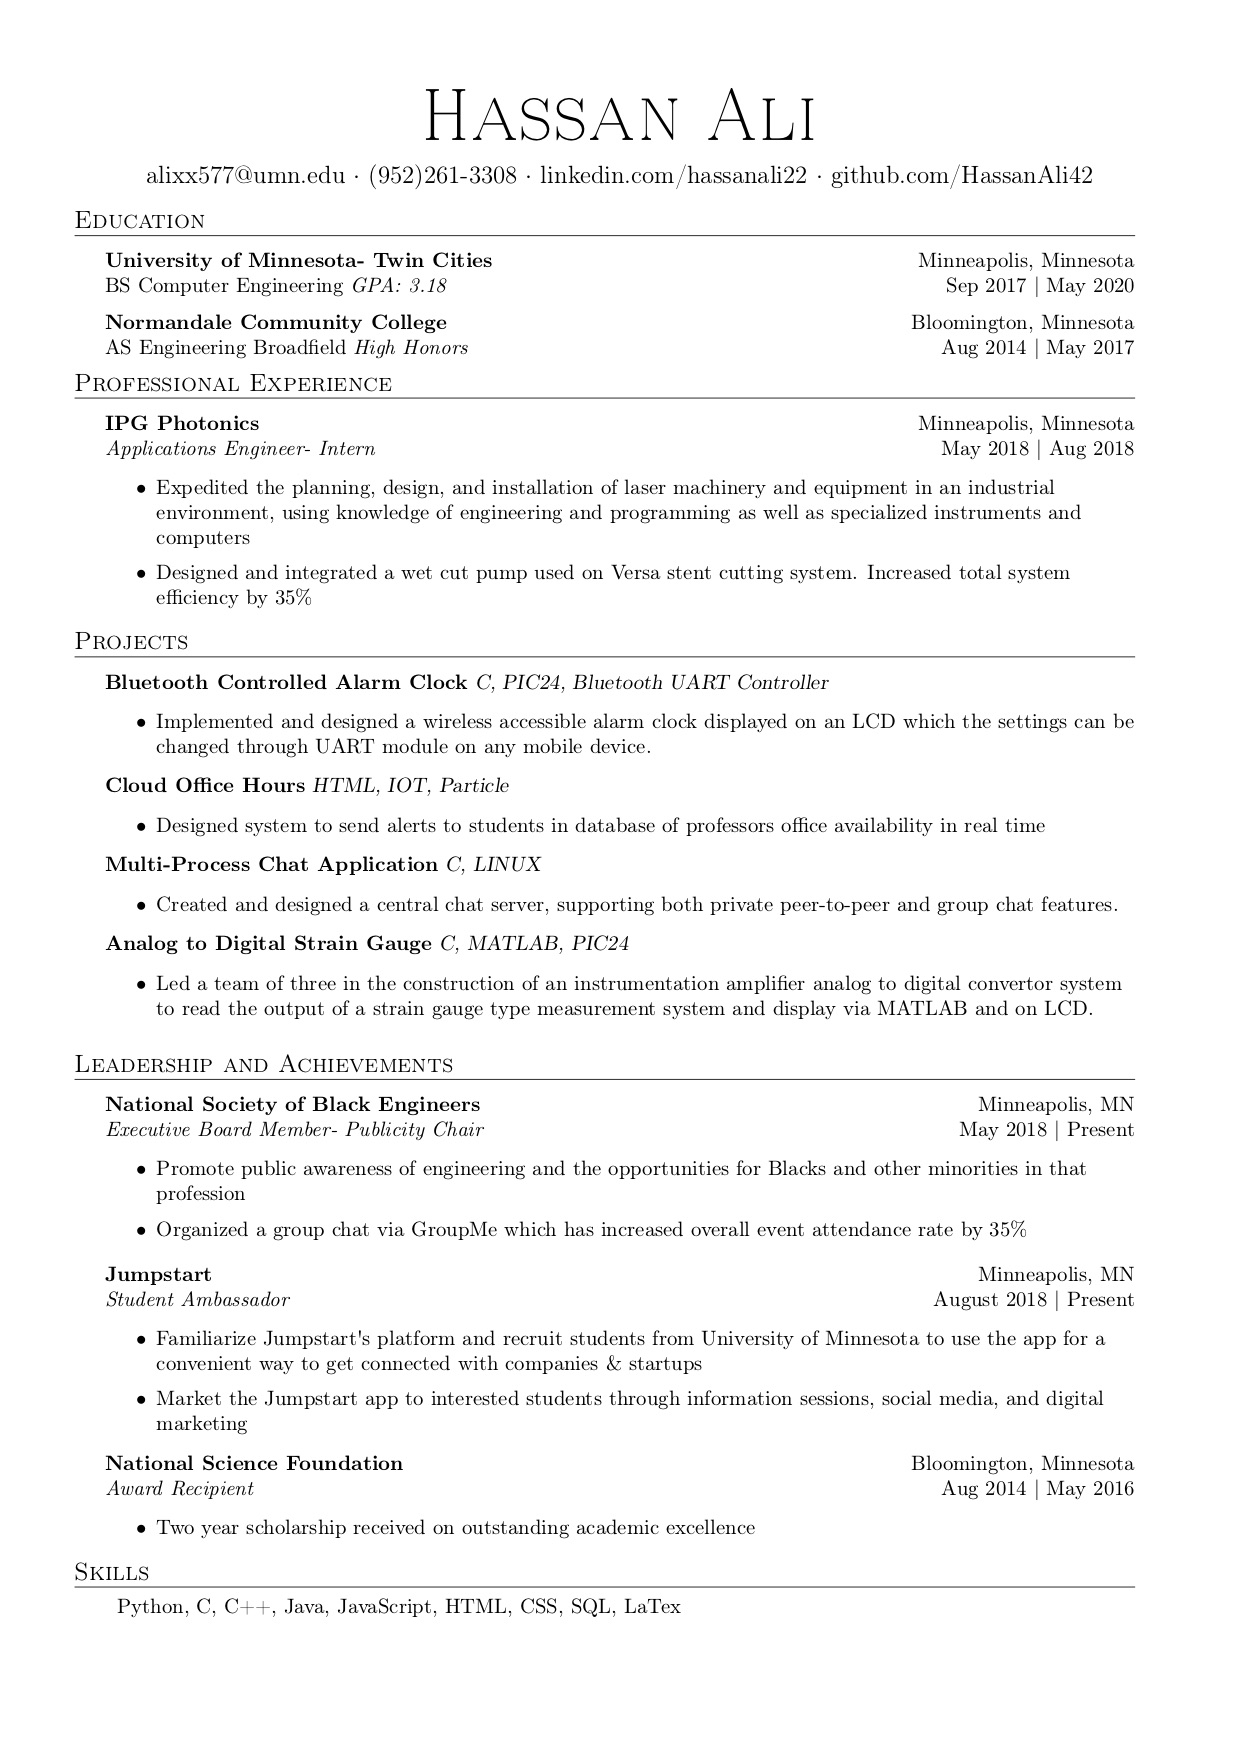 Hassan Ali
alixx577@umn.edu · (952)261-3308 · linkedin.com/hassanali22 · github.com/HassanAli42
Education
University of Minnesota- Twin Cities Minneapolis, Minnesota
BS Computer Engineering GPA: 3.18 Sep 2017 | May 2020
Normandale Community College Bloomington, Minnesota
AS Engineering Broadfield High Honors Aug 2014 | May 2017
Professional Experience
IPG Photonics Minneapolis, Minnesota
Applications Engineer- Intern May 2018 | Aug 2018
• Expedited the planning, design, and installation of laser machinery and equipment in an industrial
environment, using knowledge of engineering and programming as well as specialized instruments and
computers
• Designed and integrated a wet cut pump used on Versa stent cutting system. Increased total system
efficiency by 35%
Projects
Bluetooth Controlled Alarm Clock C, PIC24, Bluetooth UART Controller
• Implemented and designed a wireless accessible alarm clock displayed on an LCD which the settings can be
changed through UART module on any mobile device.
Cloud Office Hours HTML, IOT, Particle
• Designed system to send alerts to students in database of professors office availability in real time
Multi-Process Chat Application C, LINUX
• Created and designed a central chat server, supporting both private peer-to-peer and group chat features.
Analog to Digital Strain Gauge C, MATLAB, PIC24
• Led a team of three in the construction of an instrumentation amplifier analog to digital convertor system
to read the output of a strain gauge type measurement system and display via MATLAB and on LCD.
Leadership and Achievements
National Society of Black Engineers Minneapolis, MN
Executive Board Member- Publicity Chair May 2018 | Present
• Promote public awareness of engineering and the opportunities for Blacks and other minorities in that
profession
• Organized a group chat via GroupMe which has increased overall event attendance rate by 35%
Jumpstart Minneapolis, MN
Student Ambassador August 2018 | Present
• Familiarize Jumpstart's platform and recruit students from University of Minnesota to use the app for a
convenient way to get connected with companies & startups
• Market the Jumpstart app to interested students through information sessions, social media, and digital
marketing
National Science Foundation Bloomington, Minnesota
Award Recipient Aug 2014 | May 2016
• Two year scholarship received on outstanding academic excellence
Skills
Python, C, C++, Java, JavaScript, HTML, CSS, SQL, LaTex